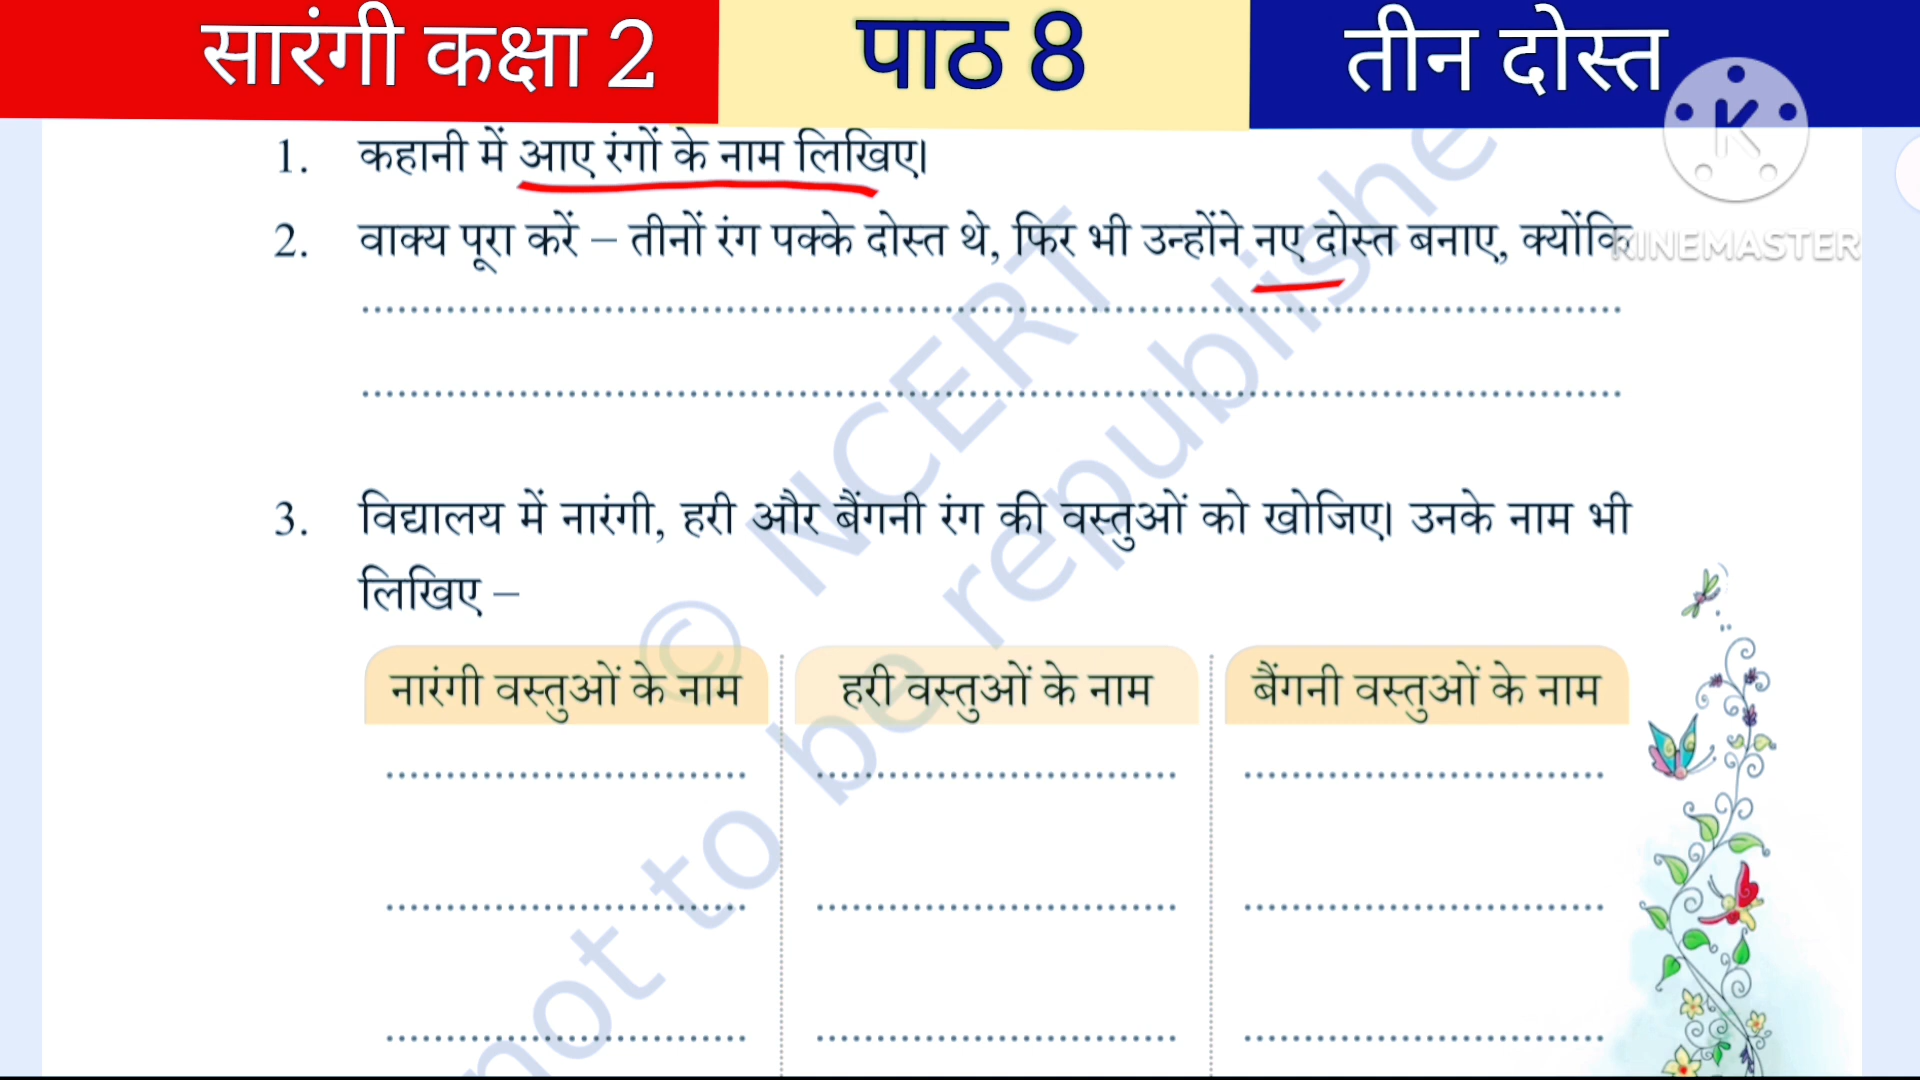 सारंगी कक्षा 2 पाठ 8 तीन दोस्त
K
KINEMASTER
1. कहानी में आए रंगों के नाम लिखिए।
2. वाक्य पूरा करें – तीनों रंग पक्के दोस्त थे, फिर भी उन्होंने नए दोस्त बनाए, क्योंकि
3. विद्यालय में नारंगी, हरी और बैंगनी रंग की वस्तुओं को खोजिए। उनके नाम भी
लिखिए –
नारंगी वस्तुओं के नाम हरी वस्तुओं के नाम बैंगनी वस्तुओं के नाम
© NCERT
not to be republishe